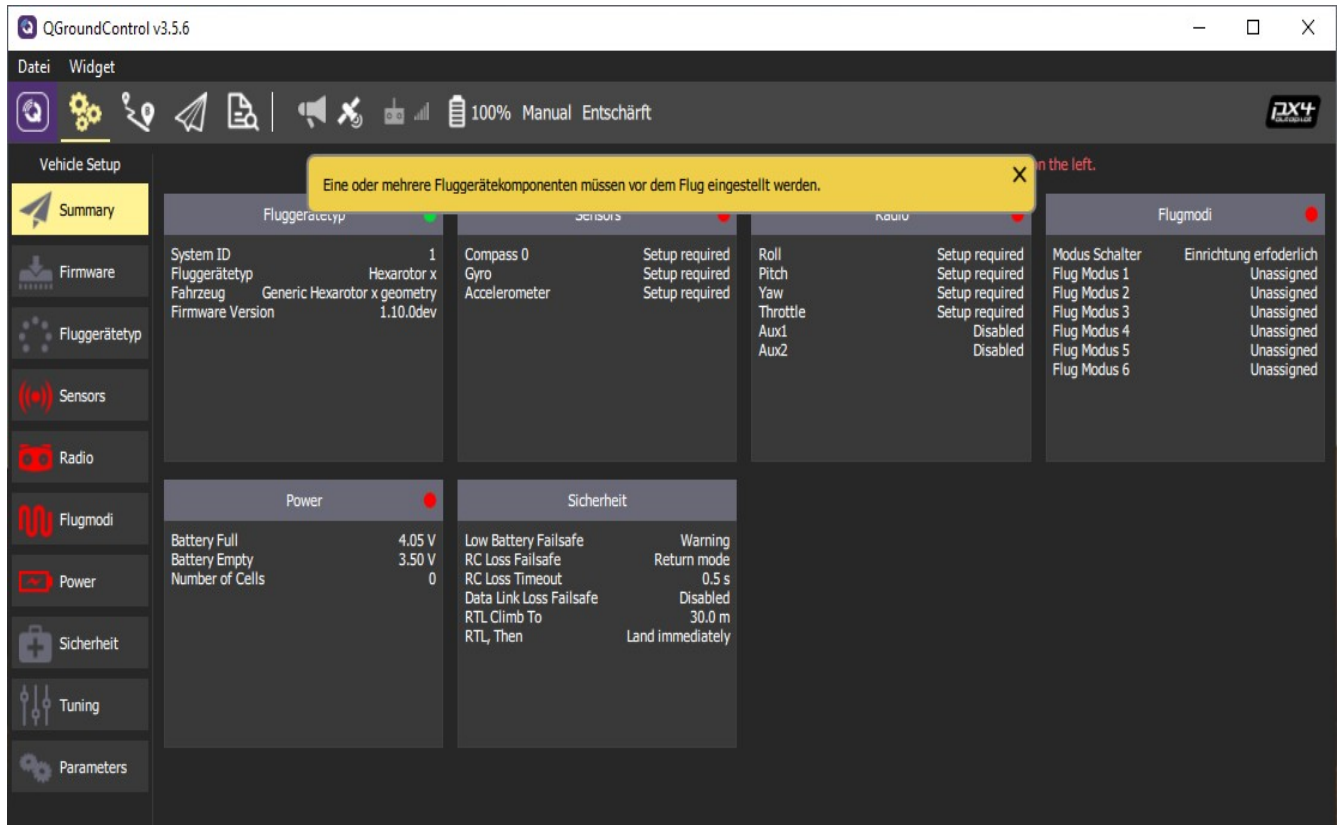 QGroundControl v3.5.6
Datei Widget
100% Manual Entschärft
px4
autopilot
Vehicle Setup
n the left.
Eine oder mehrere Fluggerätekomponenten müssen vor dem Flug eingestellt werden.
X
Summary
Firmware
Fluggerätetyp
Sensors
Radio
Flugmodi
Power
Sicherheit
Tuning
Parameters
Fluggerätetyp
System ID 1
Fluggerätetyp Hexarotor x
Fahrzeug Generic Hexarotor x geometry
Firmware Version 1.10.0dev
Sensors
Compass 0 Setup required
Gyro Setup required
Accelerometer Setup required
Radio
Roll Setup required
Pitch Setup required
Yaw Setup required
Throttle Setup required
Aux1 Disabled
Aux2 Disabled
Flugmodi
Modus Schalter Einrichtung erfoderlich
Flug Modus 1 Unassigned
Flug Modus 2 Unassigned
Flug Modus 3 Unassigned
Flug Modus 4 Unassigned
Flug Modus 5 Unassigned
Flug Modus 6 Unassigned
Power
Battery Full 4.05 V
Battery Empty 3.50 V
Number of Cells 0
Sicherheit
Low Battery Failsafe Warning
RC Loss Failsafe Return mode
RC Loss Timeout 0.5 s
Data Link Loss Failsafe Disabled
RTL Climb To 30.0 m
RTL, Then Land immediately